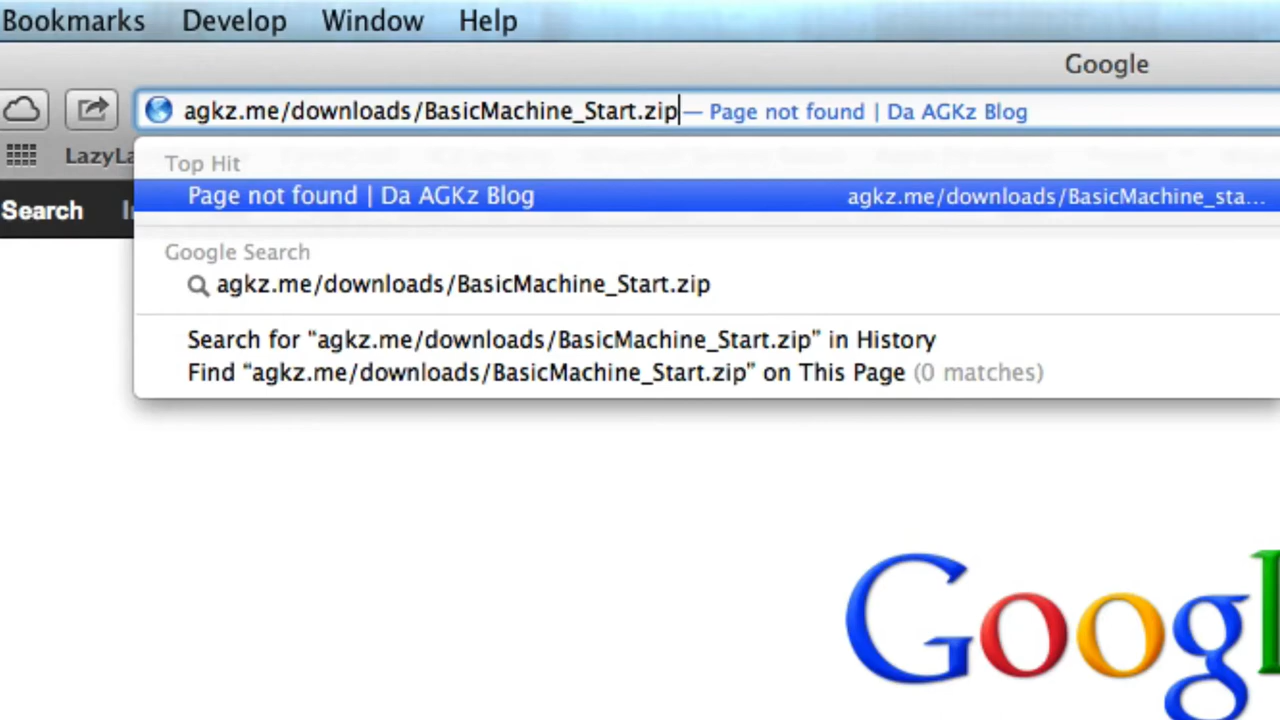 Bookmarks Develop Window Help
Google
agkz.me/downloads/BasicMachine_Start.zip — Page not found | Da AGKz Blog
LazyLa
Top Hit
Page not found | Da AGKz Blog agkz.me/downloads/BasicMachine_sta...
Search I
Google Search
agkz.me/downloads/BasicMachine_Start.zip
Search for “agkz.me/downloads/BasicMachine_Start.zip” in History
Find “agkz.me/downloads/BasicMachine_Start.zip” on This Page (0 matches)
Googl